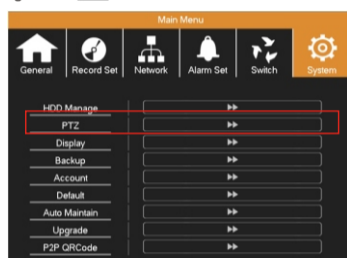 Main Menu
General Record Set Network Alarm Set Switch System
HDD Manage
PTZ
Display
Backup
Account
Default
Auto Maintain
Upgrade
P2P QRCode